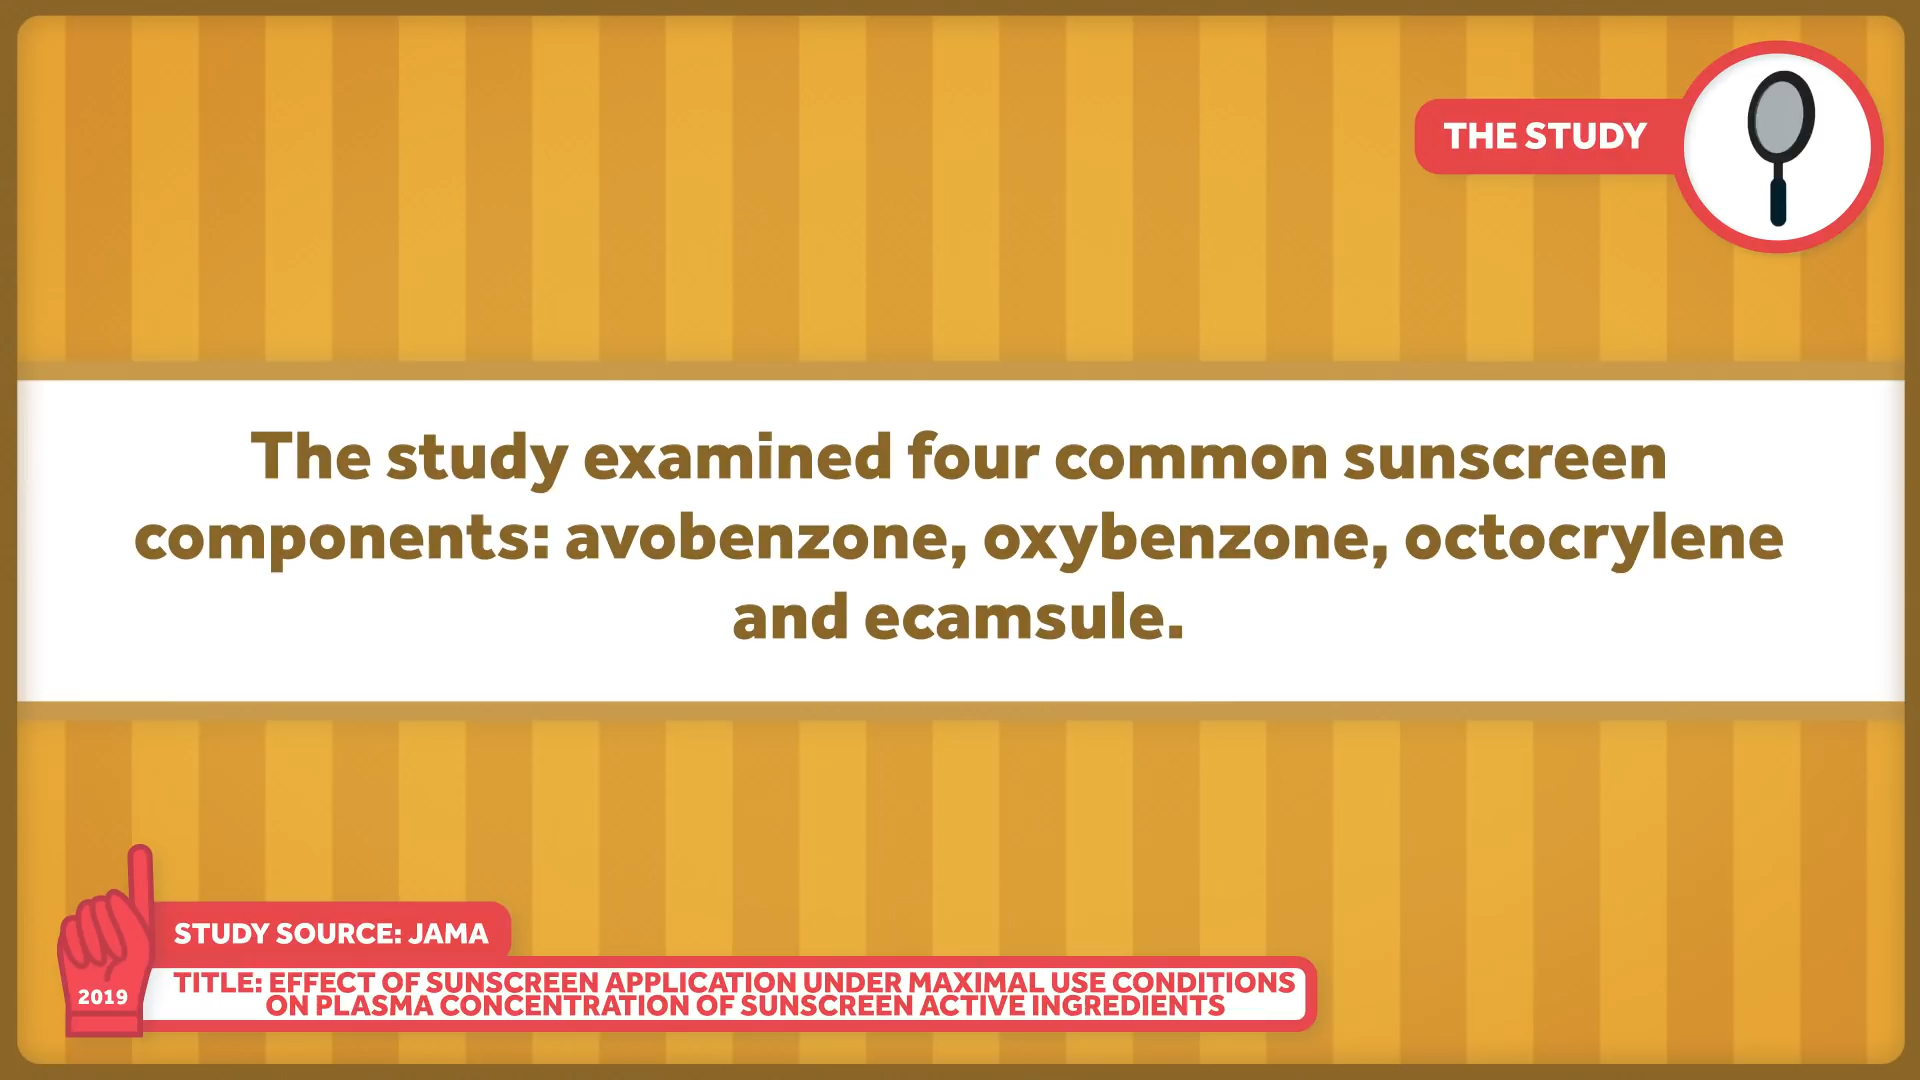 THE STUDY
The study examined four common sunscreen
components: avobenzone, oxybenzone, octocrylene
and ecamsule.
STUDY SOURCE: JAMA
2019
TITLE: EFFECT OF SUNSCREEN APPLICATION UNDER MAXIMAL USE CONDITIONS
ON PLASMA CONCENTRATION OF SUNSCREEN ACTIVE INGREDIENTS